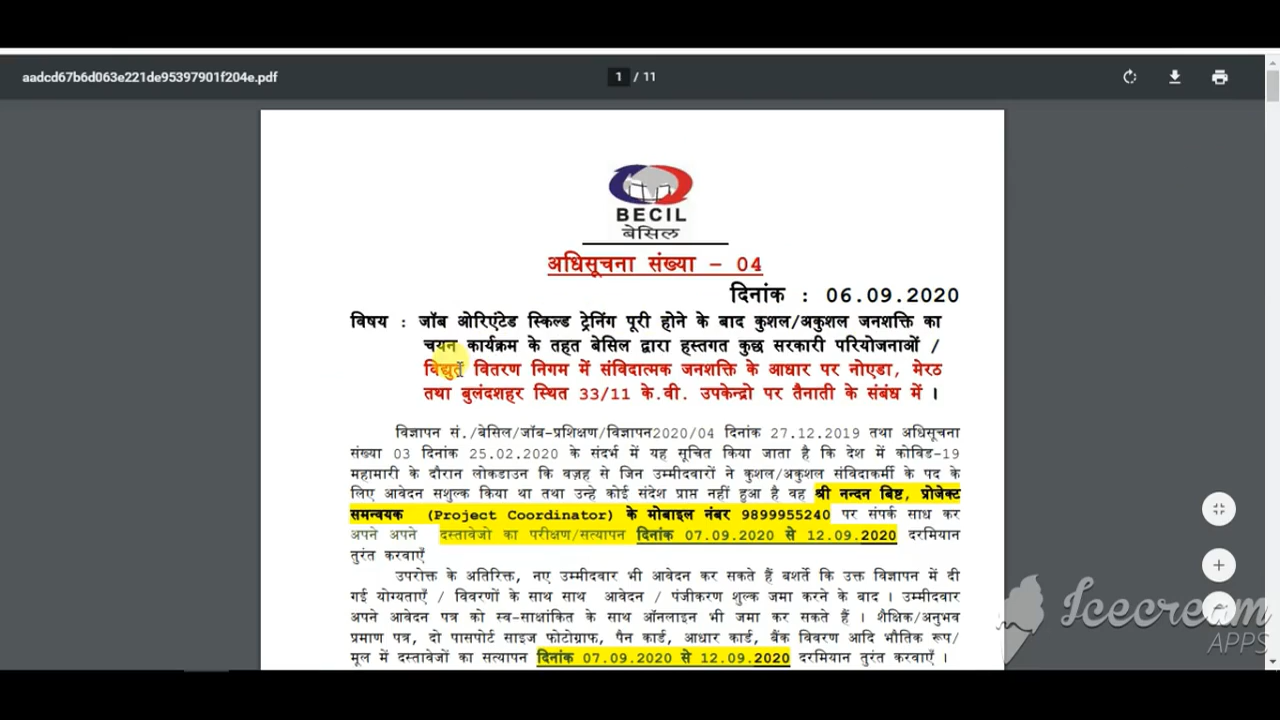 aadcd67b6d063e221de95397901f204e.pdf
1 / 11
BECIL
बेसिल
अधिसूचना संख्या – 04
दिनांक : 06.09.2020
विषय : जॉब ओरिएंटेड स्किल्ड ट्रेनिंग पूरी होने के बाद कुशल/अकुशल जनशक्ति का
चयन कार्यक्रम के तहत बेसिल द्वारा हस्तगत कुछ सरकारी परियोजनाओं /
विद्युत वितरण निगम में संविदात्मक जनशक्ति के आधार पर नोएडा, मेरठ
तथा बुलंदशहर स्थित 33/11 के.वी. उपकेन्द्रो पर तैनाती के संबंध में ।
विज्ञापन सं./बेसिल/जॉब-प्रशिक्षण/विज्ञापन2020/04 दिनांक 27.12.2019 तथा अधिसूचना
संख्या 03 दिनांक 25.02.2020 के संदर्भ में यह सूचित किया जाता है कि देश में कोविड-19
महामारी के दौरान लोकडाउन कि वज़ह से जिन उम्मीदवारों ने कुशल/अकुशल संविदाकर्मी के पद के
लिए आवेदन सशुल्क किया था तथा उन्हे कोई संदेश प्राप्त नहीं हुआ है वह श्री नन्दन बिष्ट, प्रोजेक्ट
समन्वयक (Project Coordinator) के मोबाइल नंबर 9899955240 पर संपर्क साध कर
अपने अपने दस्तावेजो का परीक्षण/सत्यापन दिनांक 07.09.2020 से 12.09.2020 दरमियान
तुरंत करवाएँ
उपरोक्त के अतिरिक्त, नए उम्मीदवार भी आवेदन कर सकते हैं बशर्ते कि उक्त विज्ञापन में दी
गई योग्यताएँ / विवरणों के साथ साथ आवेदन / पंजीकरण शुल्क जमा करने के बाद । उम्मीदवार
अपने आवेदन पत्र को स्व-साक्षांकित के साथ ऑनलाइन भी जमा कर सकते हैं । शैक्षिक/अनुभव
प्रमाण पत्र, दो पासपोर्ट साइज फोटोग्राफ, पैन कार्ड, आधार कार्ड, बैंक विवरण आदि भौतिक रूप/
मूल में दस्तावेजों का सत्यापन दिनांक 07.09.2020 से 12.09.2020 दरमियान तुरंत करवाएँ ।
Icecream
APPS